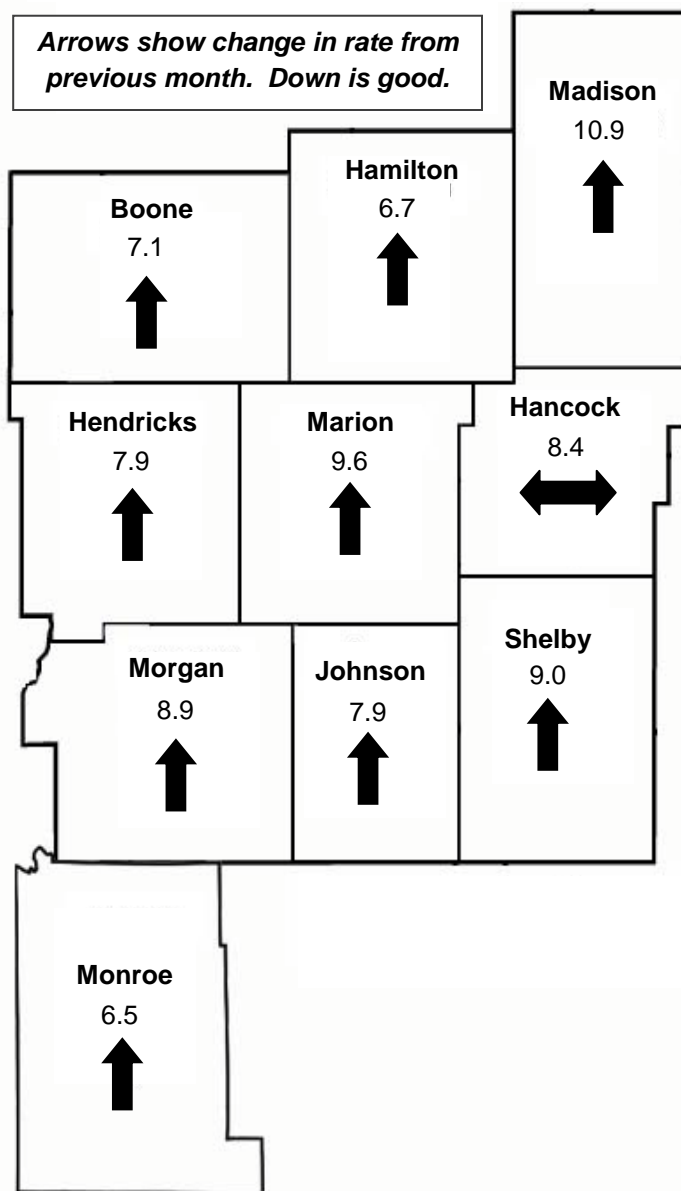 Arrows show change in rate from
previous month. Down is good.
Madison
10.9
Hamilton
6.7
Boone
7.1
Hendricks
7.9
Marion
9.6
Hancock
8.4
Morgan
8.9
Johnson
7.9
Shelby
9.0
Monroe
6.5